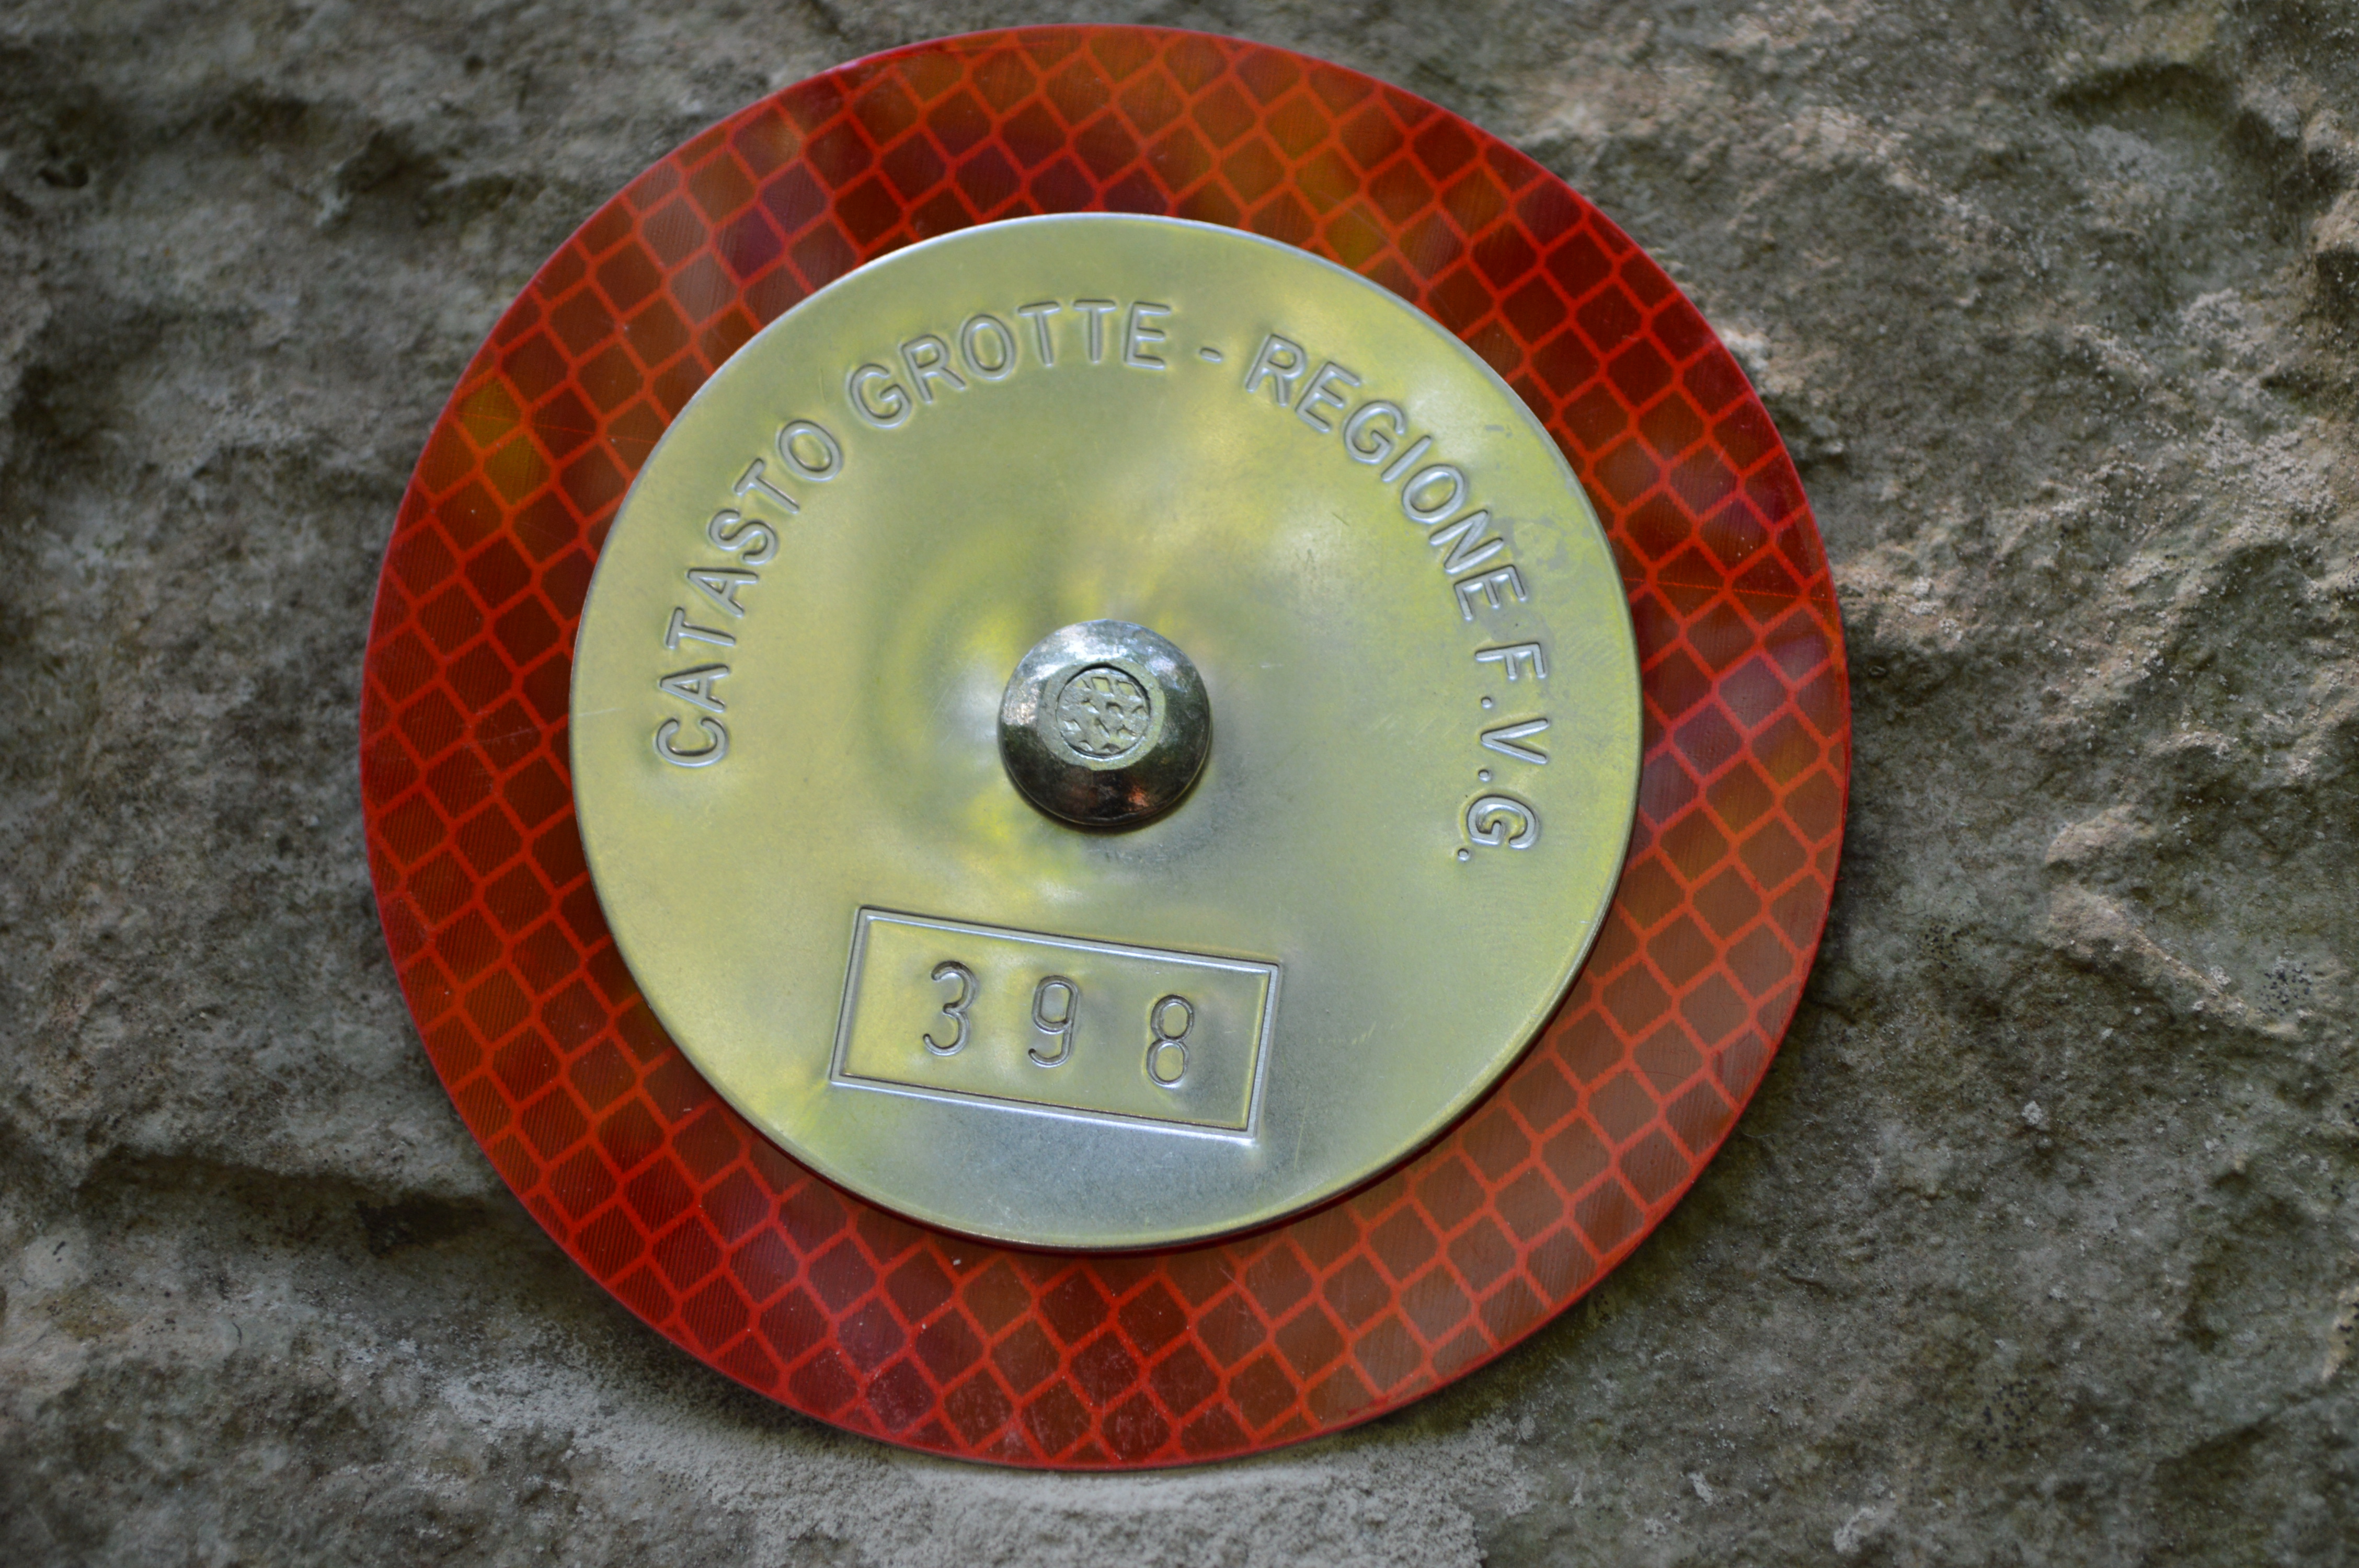 CATASTO GROTTE - REGIONE F.V.G.
398